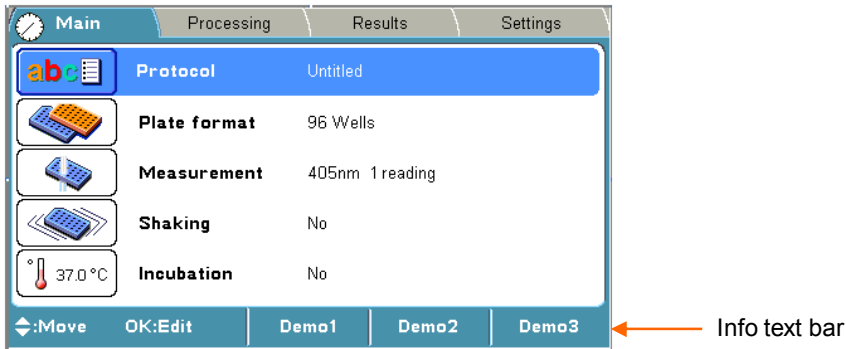 Main Processing Results Settings
abc Protocol Untitled
Plate format 96 Wells
Measurement 405nm 1 reading
Shaking No
37.0°C Incubation No
:Move OK:Edit Demo1 Demo2 Demo3 Info text bar